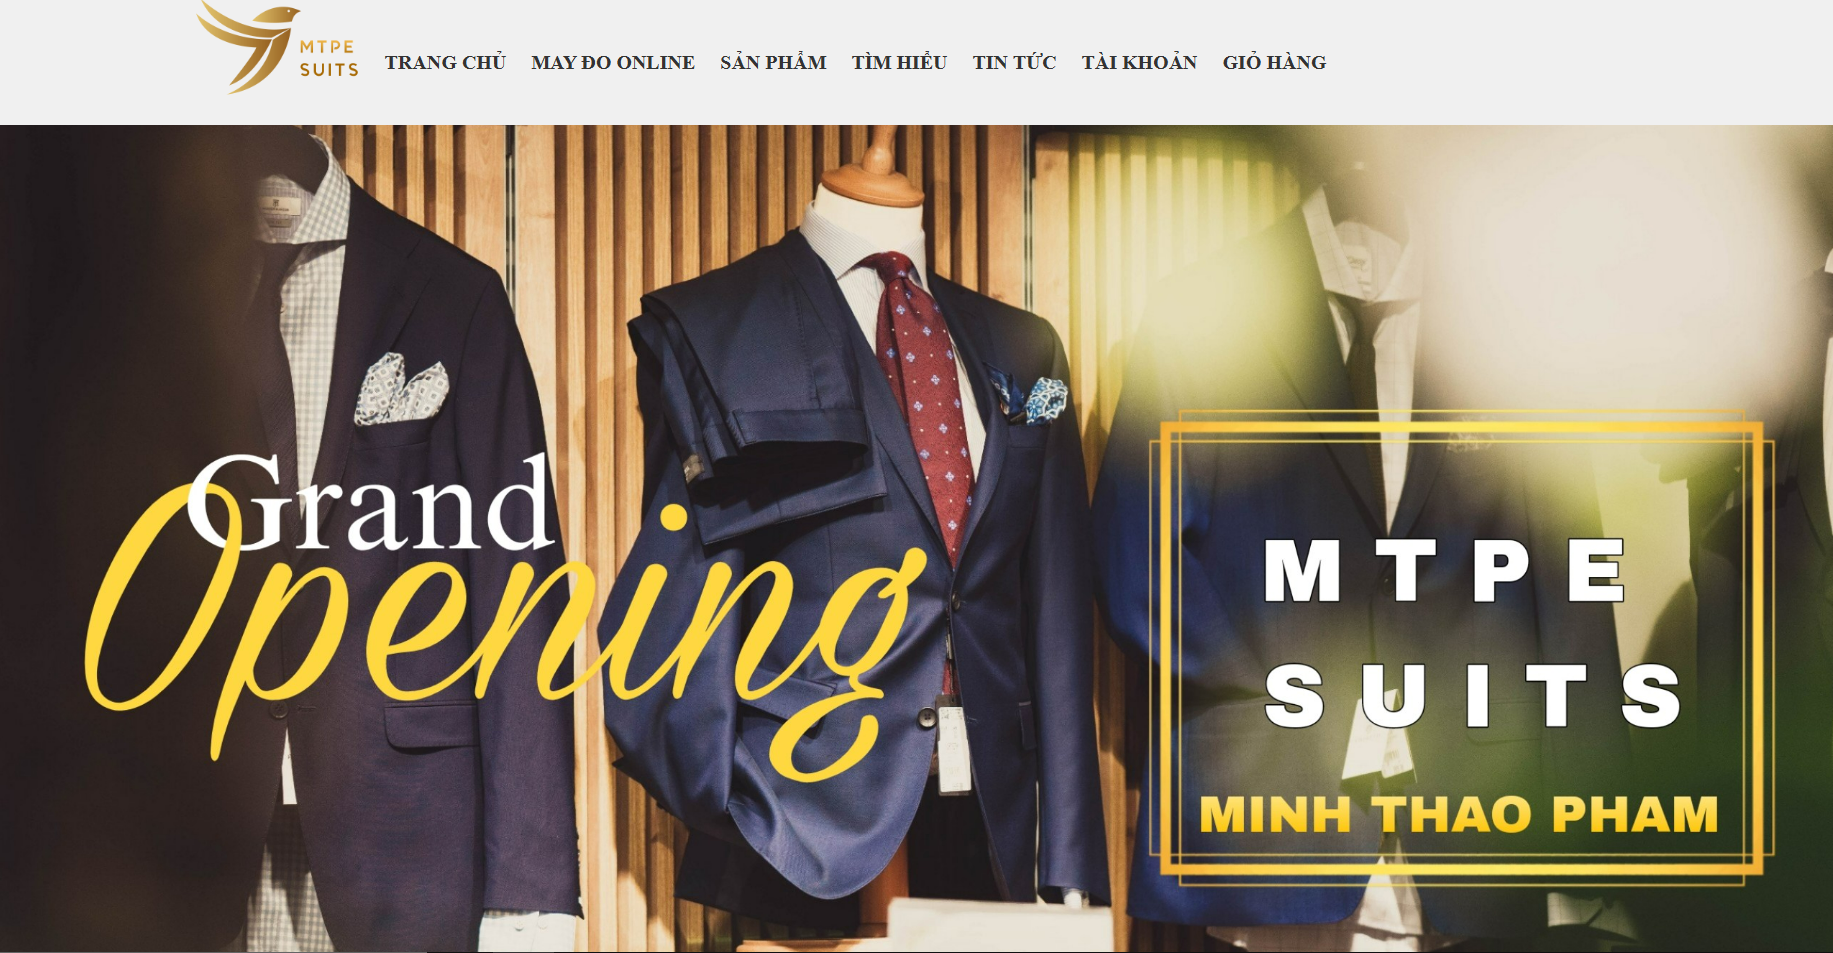 MTPE
SUITS
TRANG CHỦ MAY ĐO ONLINE SẢN PHẨM TÌM HIỂU TIN TỨC TÀI KHOẢN GIỎ HÀNG
Grand
Opening
MTPE
SUITS
MINH THAO PHAM